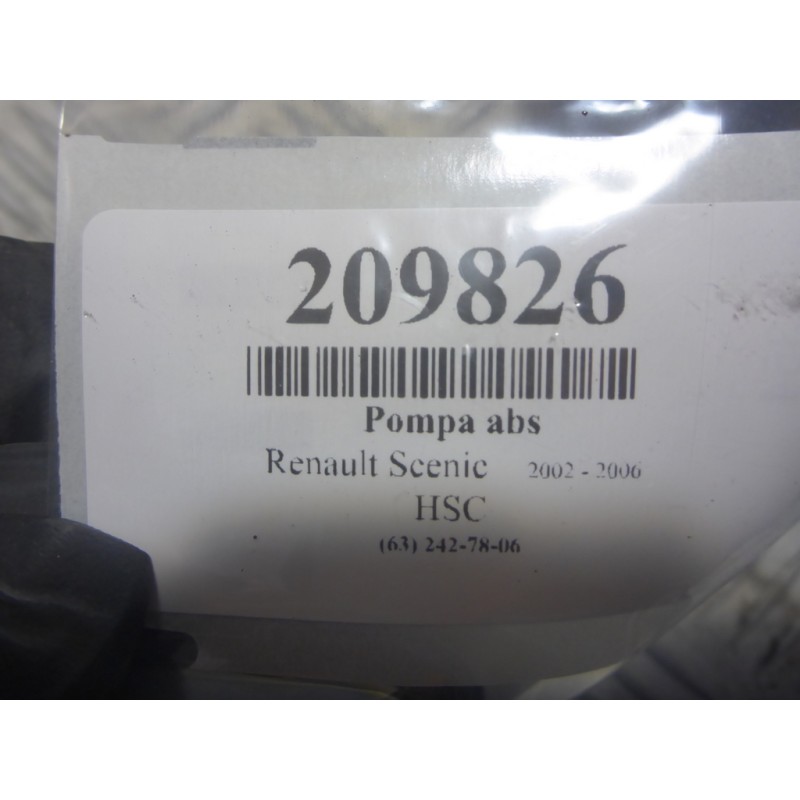 209826
Pompa abs
Renault Scenic 2002 - 2006
HSC
(63) 242-78-06